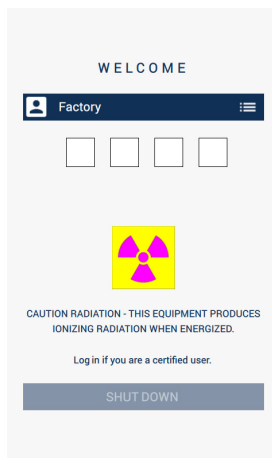 WELCOME
Factory
CAUTION RADIATION - THIS EQUIPMENT PRODUCES
IONIZING RADIATION WHEN ENERGIZED.
Log in if you are a certified user.
SHUT DOWN